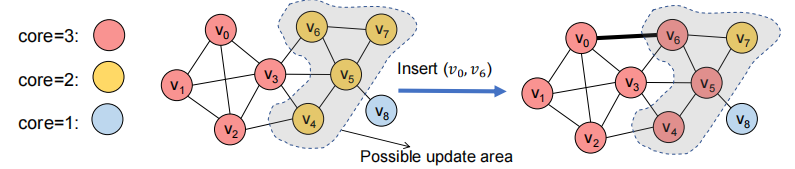 core=3:
core=2:
core=1:
v0
v1
v2
v3
v4
v5
v6
v7
v8
Insert (v0, v6)
Possible update area
v0
v1
v2
v3
v4
v5
v6
v7
v8